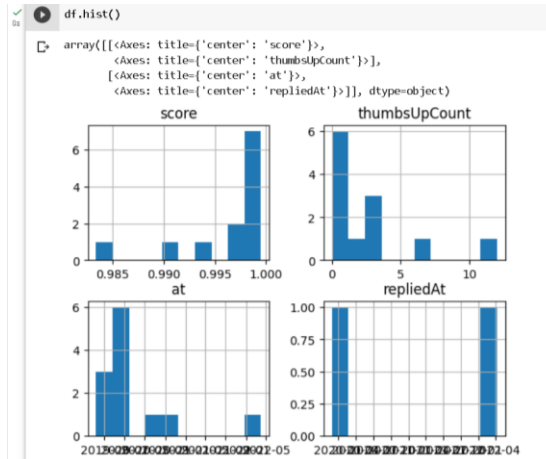 df.hist()
0s
array([[<Axes: title={'center': 'score'}>,
<Axes: title={'center': 'thumbsUpCount'}>],
[<Axes: title={'center': 'at'}>,
<Axes: title={'center': 'repliedAt'}>]], dtype=object)
score thumbsUpCount
6 6
4 4
2 2
0 0
0.985 0.990 0.995 1.000 0 5 10
at repliedAt
6 1.00
4 0.75
0.50
2 0.25
0 0.00